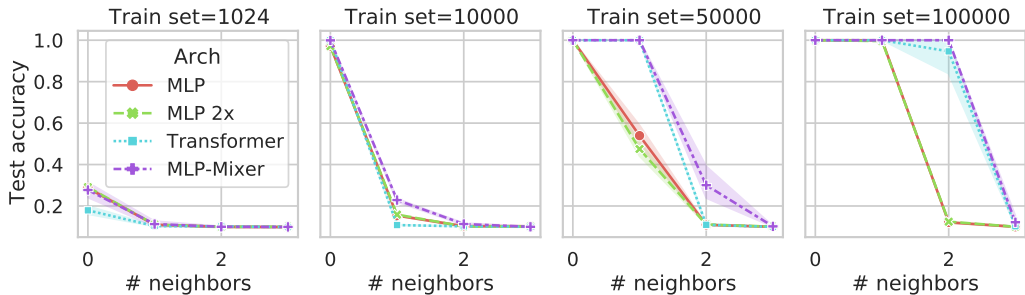 Train set=1024
Train set=10000
Train set=50000
Train set=100000
Test accuracy
1.0
0.8
0.6
0.4
0.2
Arch
MLP
MLP 2x
Transformer
MLP-Mixer
0 2
0 2
0 2
0 2
# neighbors
# neighbors
# neighbors
# neighbors